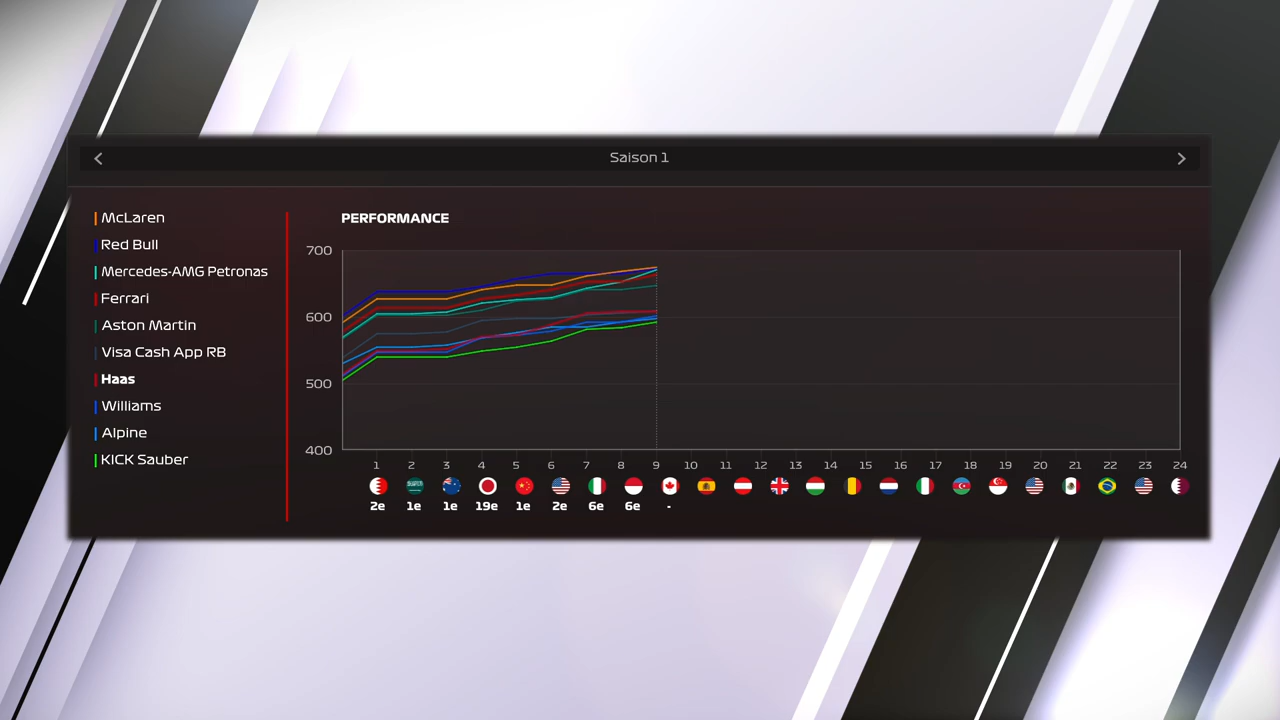 Saison 1
McLaren
Red Bull
Mercedes-AMG Petronas
Ferrari
Aston Martin
Visa Cash App RB
Haas
Williams
Alpine
KICK Sauber
PERFORMANCE
700
600
500
400
1 2 3 4 5 6 7 8 9 10 11 12 13 14 15 16 17 18 19 20 21 22 23 24
2e 1e 1e 19e 1e 2e 6e 6e -